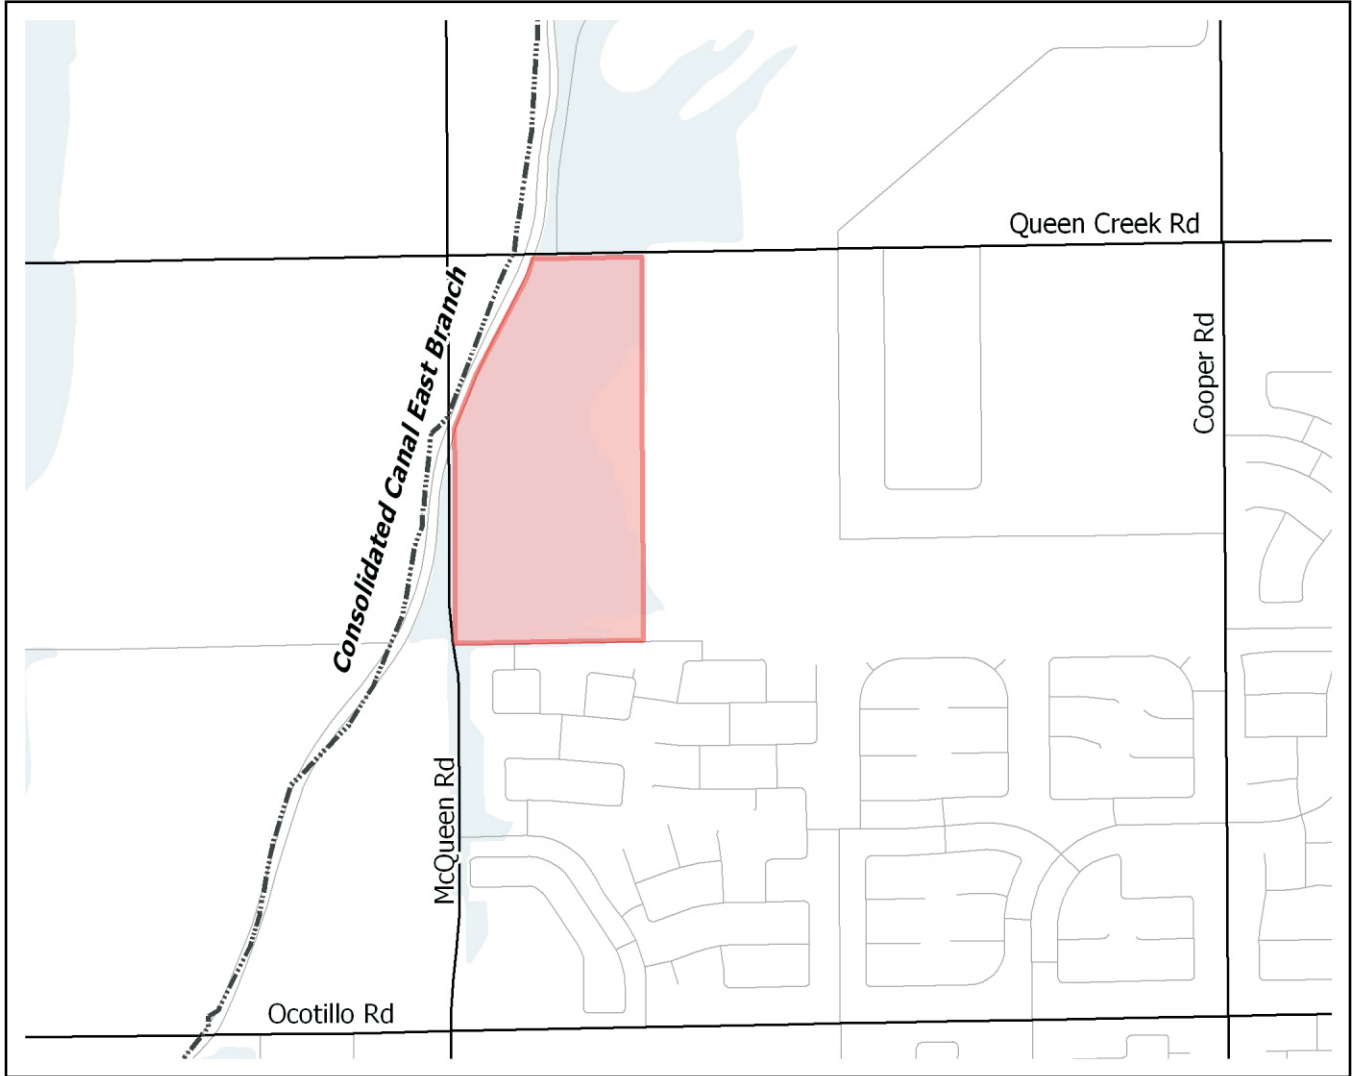 Queen Creek Rd
Consolidated Canal East Branch
Cooper Rd
McQueen Rd
Ocotillo Rd